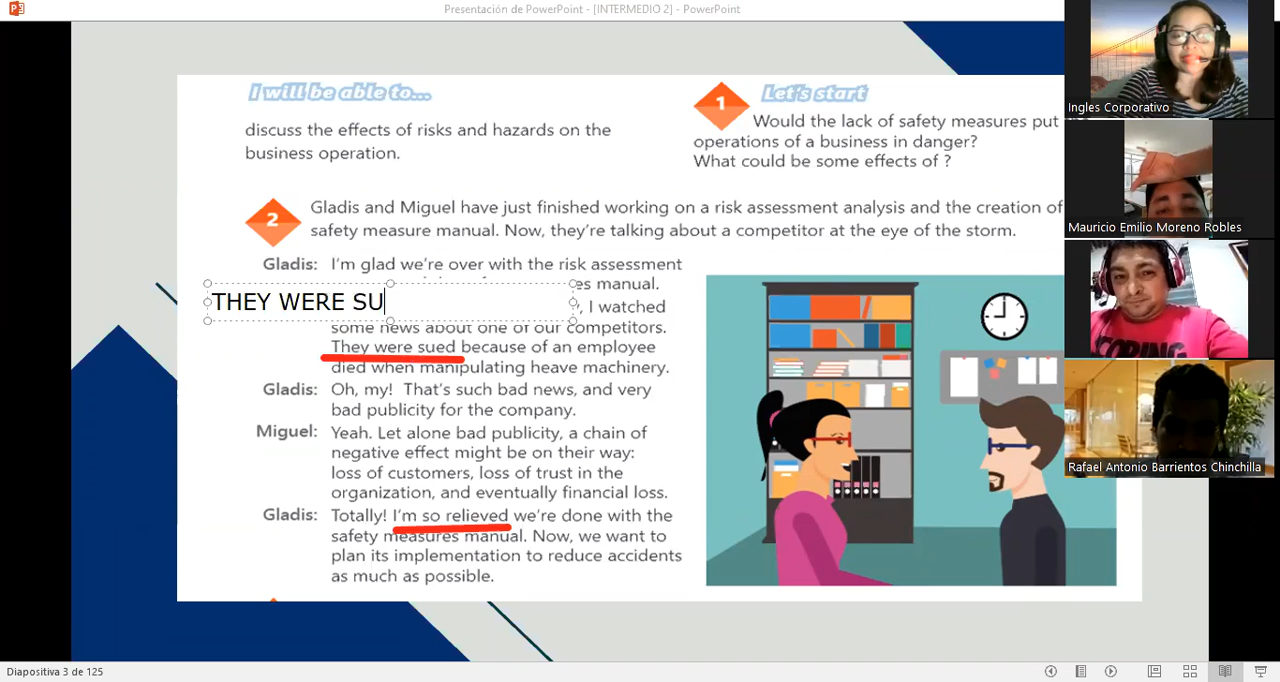 Presentación de PowerPoint - [INTERMEDIO 2] - PowerPoint
I will be able to...
discuss the effects of risks and hazards on the
business operation.
1
Let's start
Would the lack of safety measures put
operations of a business in danger?
What could be some effects of ?
2
Gladis and Miguel have just finished working on a risk assessment analysis and the creation of
safety measure manual. Now, they're talking about a competitor at the eye of the storm.
Gladis: I'm glad we're over with the risk assessment
es manual.
THEY WERE SU
, I watched
some news about one of our competitors.
They were sued because of an employee
died when manipulating heave machinery.
Gladis: Oh, my! That's such bad news, and very
bad publicity for the company.
Miguel: Yeah. Let alone bad publicity, a chain of
negative effect might be on their way:
loss of customers, loss of trust in the
organization, and eventually financial loss.
Gladis: Totally! I'm so relieved we're done with the
safety measures manual. Now, we want to
plan its implementation to reduce accidents
as much as possible.
Ingles Corporativo
Mauricio Emilio Moreno Robles
Rafael Antonio Barrientos Chinchilla
Diapositiva 3 de 125